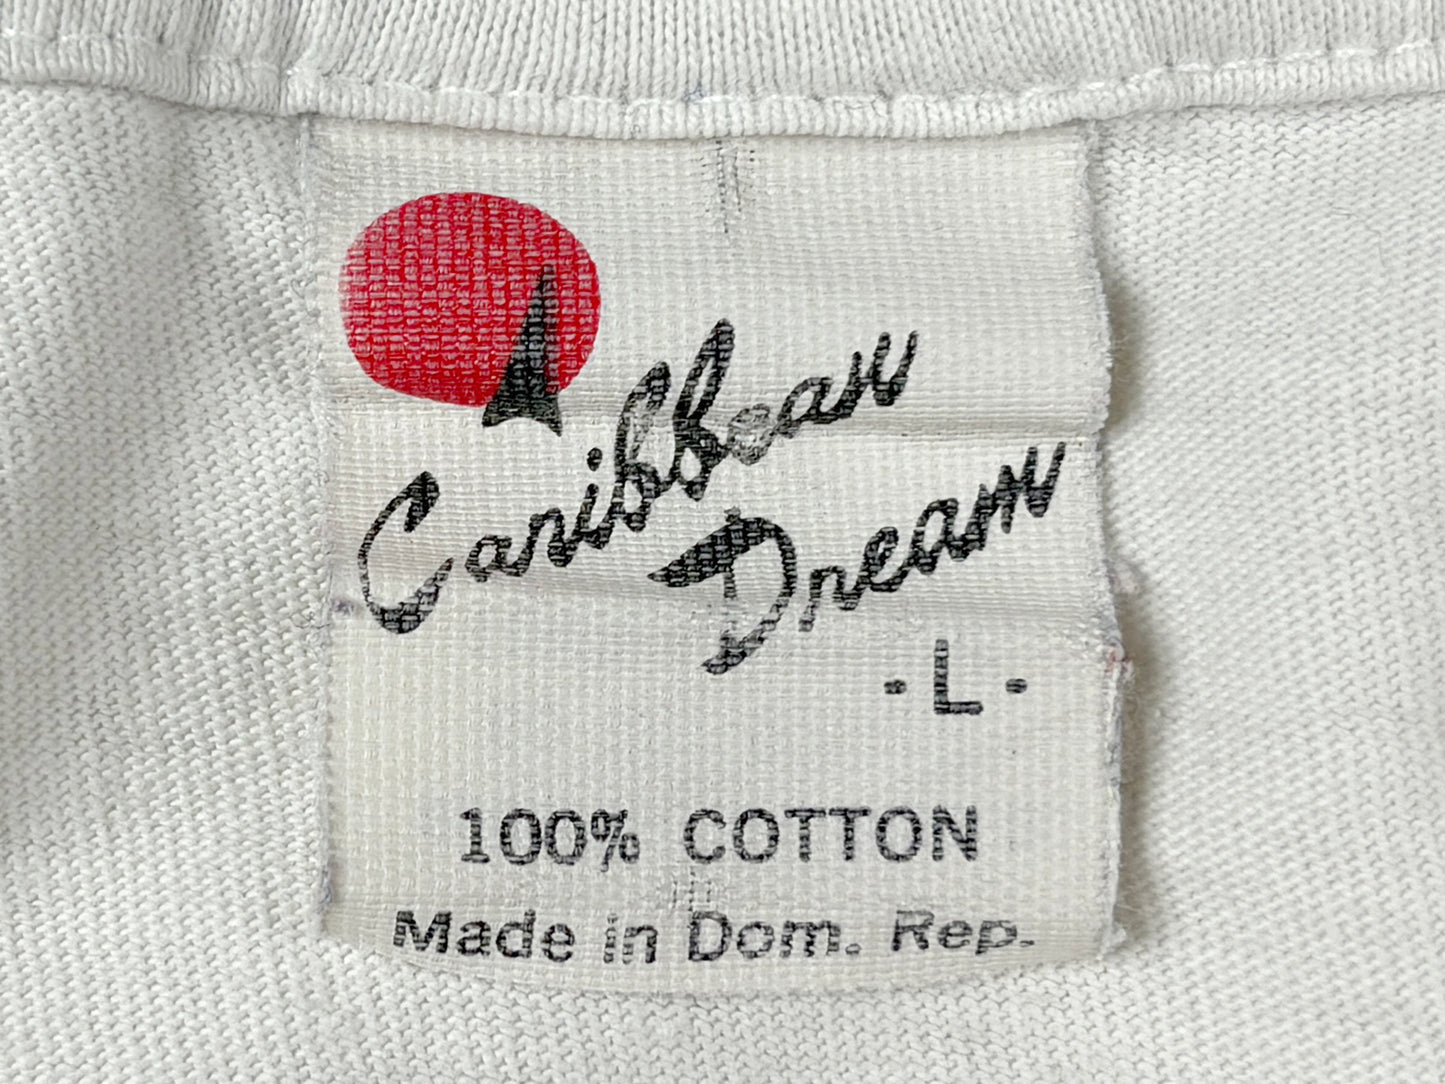 Caribbean
Dream
- L -
100% COTTON
Made in Dom. Rep.